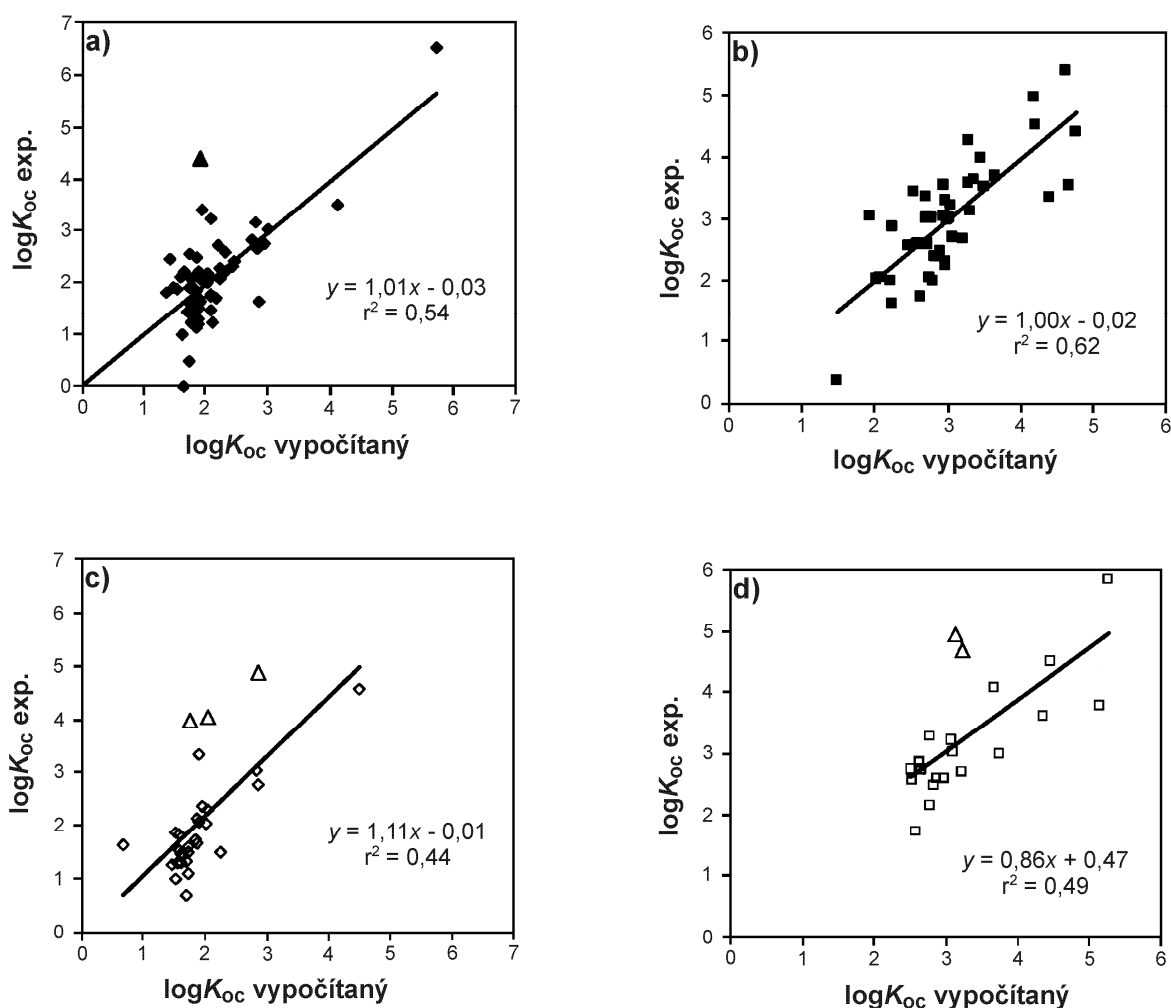 a)
7
6
5
4
3
2
1
0
logKoc exp.
y = 1,01x - 0,03
r² = 0,54
0 1 2 3 4 5 6 7
logKoc vypočítaný
b)
6
5
4
3
2
1
0
logKoc exp.
y = 1,00x - 0,02
r² = 0,62
0 1 2 3 4 5 6
logKoc vypočítaný
c)
7
6
5
4
3
2
1
0
logKoc exp.
y = 1,11x - 0,01
r² = 0,44
0 1 2 3 4 5 6 7
logKoc vypočítaný
d)
6
5
4
3
2
1
0
logKoc exp.
y = 0,86x + 0,47
r² = 0,49
0 1 2 3 4 5 6
logKoc vypočítaný